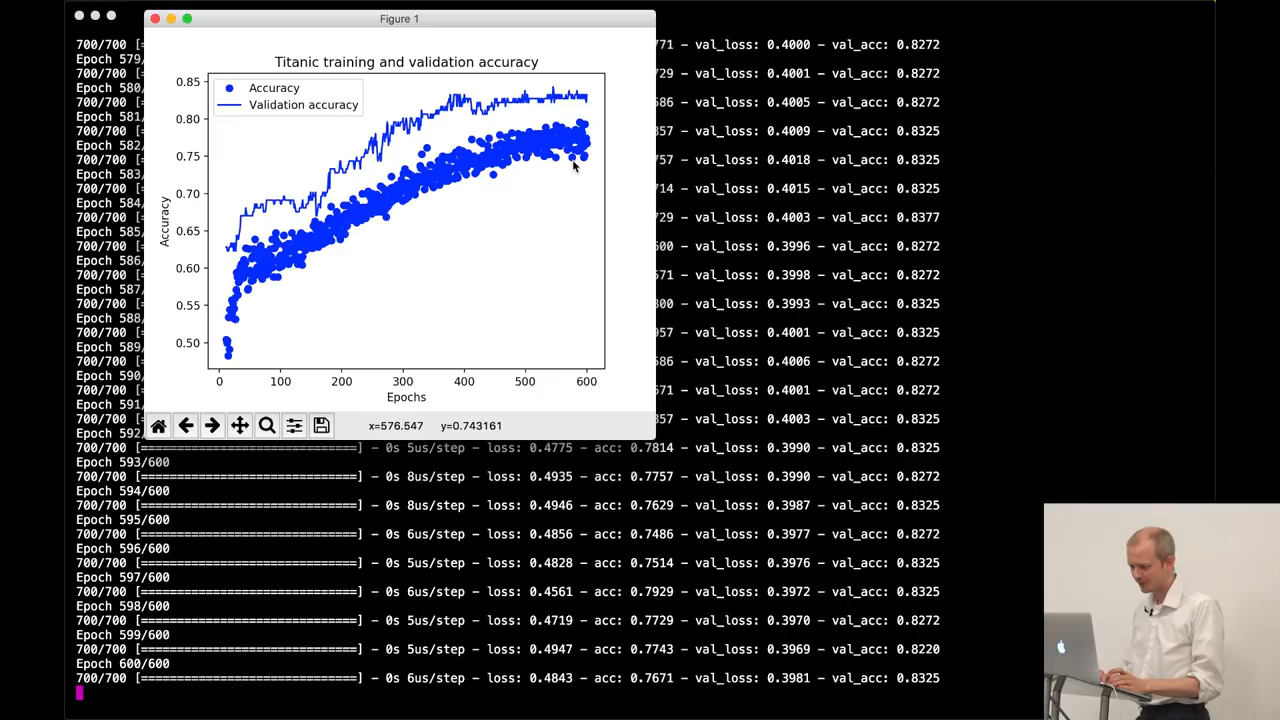 Figure 1
Titanic training and validation accuracy
Accuracy
Validation accuracy
0.85
0.80
0.75
0.70
0.65
0.60
0.55
0.50
Accuracy
0 100 200 300 400 500 600
Epochs
x=576.547 y=0.743161
700/700 [ 71 - val_loss: 0.4000 - val_acc: 0.8272
Epoch 579/
700/700 [ 29 - val_loss: 0.4001 - val_acc: 0.8272
Epoch 580/
700/700 [ 86 - val_loss: 0.4005 - val_acc: 0.8272
Epoch 581/
700/700 [ 57 - val_loss: 0.4009 - val_acc: 0.8325
Epoch 582/
700/700 [ 57 - val_loss: 0.4018 - val_acc: 0.8325
Epoch 583/
700/700 [ 14 - val_loss: 0.4015 - val_acc: 0.8325
Epoch 584/
700/700 [ 29 - val_loss: 0.4003 - val_acc: 0.8377
Epoch 585/
700/700 [ 00 - val_loss: 0.3996 - val_acc: 0.8272
Epoch 586/
700/700 [ 71 - val_loss: 0.3998 - val_acc: 0.8272
Epoch 587/
700/700 [ 00 - val_loss: 0.3993 - val_acc: 0.8325
Epoch 588/
700/700 [ 57 - val_loss: 0.4001 - val_acc: 0.8325
Epoch 589/
700/700 [ 86 - val_loss: 0.4006 - val_acc: 0.8272
Epoch 590/
700/700 [ 71 - val_loss: 0.4001 - val_acc: 0.8272
Epoch 591/
700/700 [ 57 - val_loss: 0.4003 - val_acc: 0.8325
Epoch 592/
700/700 [==============================] - 0s 5us/step - loss: 0.4775 - acc: 0.7814 - val_loss: 0.3990 - val_acc: 0.8325
Epoch 593/600
700/700 [==============================] - 0s 8us/step - loss: 0.4935 - acc: 0.7757 - val_loss: 0.3990 - val_acc: 0.8272
Epoch 594/600
700/700 [==============================] - 0s 8us/step - loss: 0.4946 - acc: 0.7629 - val_loss: 0.3987 - val_acc: 0.8325
Epoch 595/600
700/700 [==============================] - 0s 6us/step - loss: 0.4856 - acc: 0.7486 - val_loss: 0.3977 - val_acc: 0.8272
Epoch 596/600
700/700 [==============================] - 0s 5us/step - loss: 0.4828 - acc: 0.7514 - val_loss: 0.3976 - val_acc: 0.8325
Epoch 597/600
700/700 [==============================] - 0s 6us/step - loss: 0.4561 - acc: 0.7929 - val_loss: 0.3972 - val_acc: 0.8325
Epoch 598/600
700/700 [==============================] - 0s 5us/step - loss: 0.4719 - acc: 0.7729 - val_loss: 0.3970 - val_acc: 0.8272
Epoch 599/600
700/700 [==============================] - 0s 5us/step - loss: 0.4947 - acc: 0.7743 - val_loss: 0.3969 - val_acc: 0.8220
Epoch 600/600
700/700 [==============================] - 0s 6us/step - loss: 0.4843 - acc: 0.7671 - val_loss: 0.3981 - val_acc: 0.8325